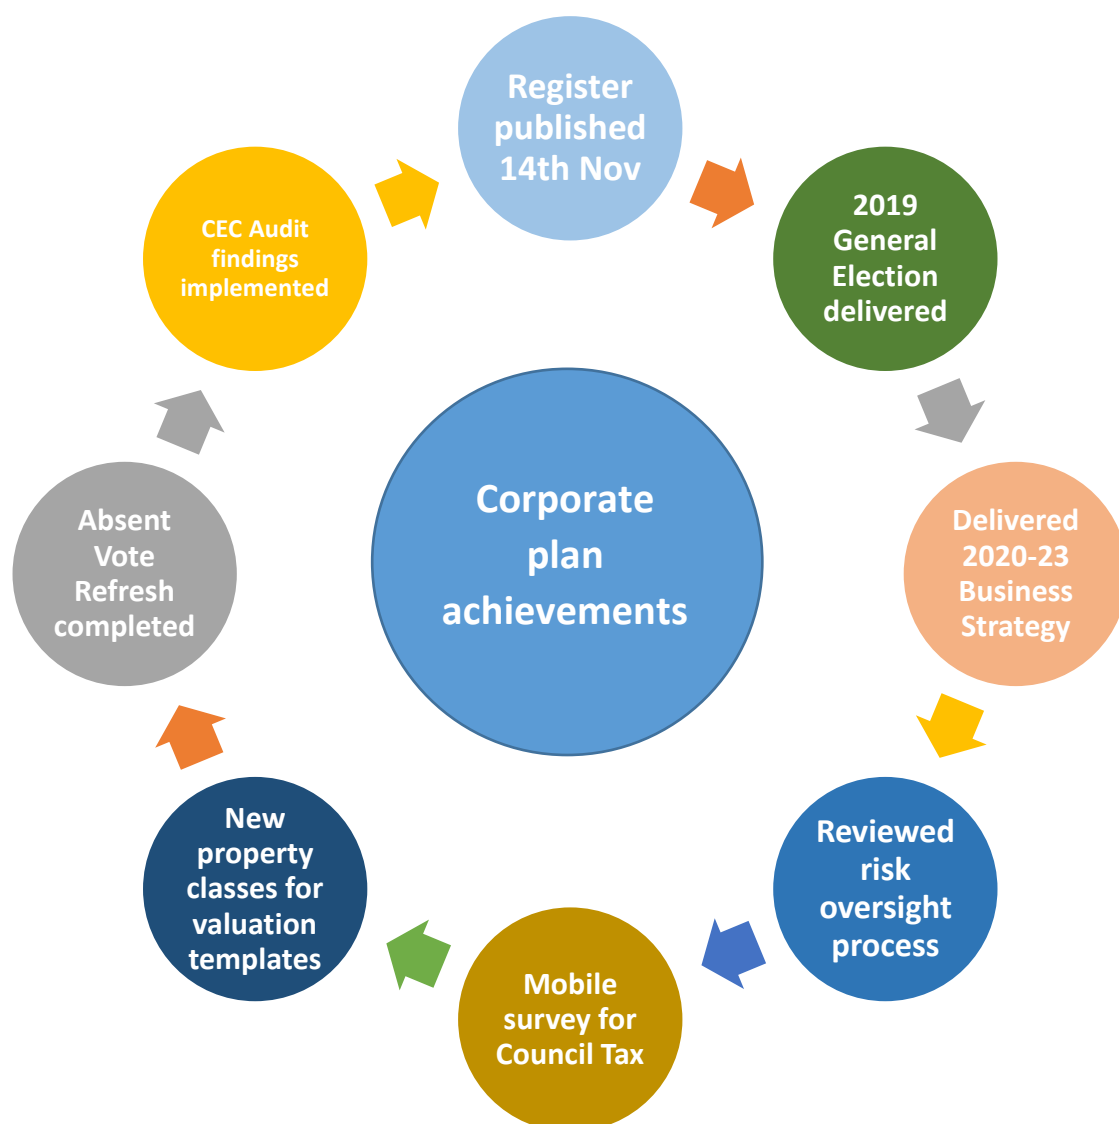 Register
published
14th Nov
2019
General
Election
delivered
Delivered
2020-23
Business
Strategy
Reviewed
risk
oversight
process
Mobile
survey for
Council Tax
New
property
classes for
valuation
templates
Absent
Vote
Refresh
completed
CEC Audit
findings
implemented
Corporate
plan
achievements